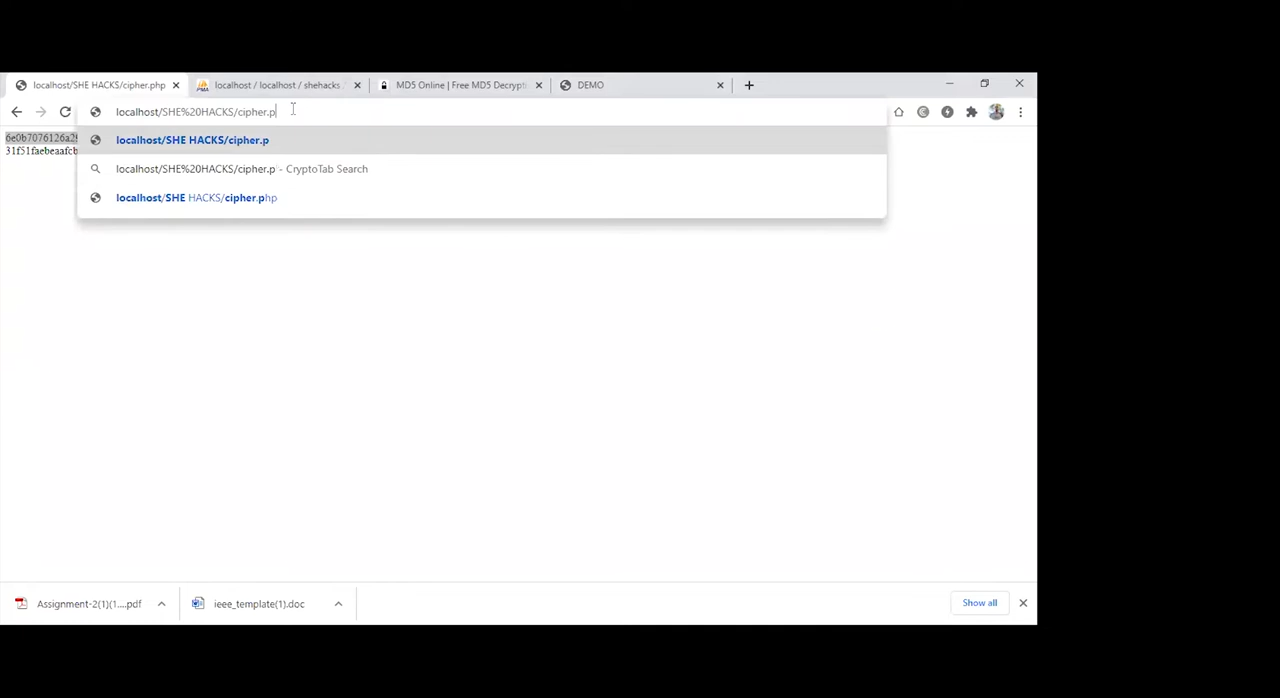 localhost/SHE HACKS/cipher.php
localhost / localhost / shehacks
MD5 Online | Free MD5 Decrypti
DEMO
localhost/SHE%20HACKS/cipher.p
localhost/SHE HACKS/cipher.p
localhost/SHE%20HACKS/cipher.p - CryptoTab Search
localhost/SHE HACKS/cipher.php
6e0b7076126a29
31f51faebeaafcb
Assignment-2(1)(1....pdf
ieee_template(1).doc
Show all